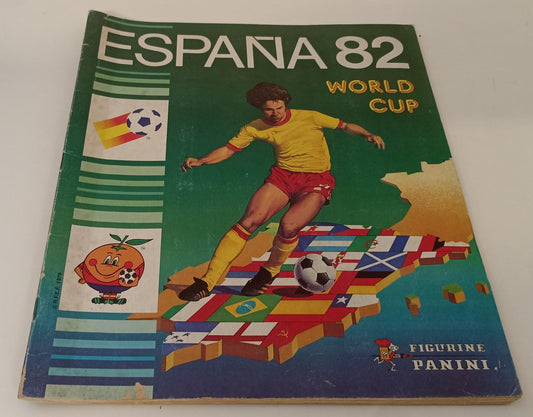 ESPAÑA 82
WORLD
CUP
FIGURINE
PANINI